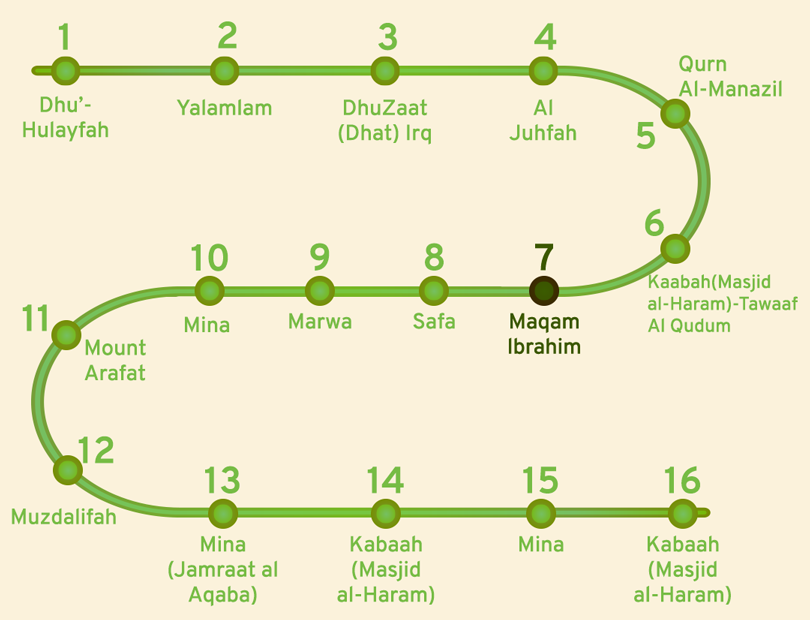 1
Dhu'-
Hulayfah
2
Yalamlam
3
DhuZaat
(Dhat) Irq
4
Al
Juhfah
Qurn
Al-Manazil
5
6
Kaabah(Masjid
al-Haram)-Tawaaf
Al Qudum
7
Maqam
Ibrahim
8
Safa
9
Marwa
10
Mina
11
Mount
Arafat
12
Muzdalifah
13
Mina
(Jamraat al
Aqaba)
14
Kabaah
(Masjid
al-Haram)
15
Mina
16
Kabaah
(Masjid
al-Haram)